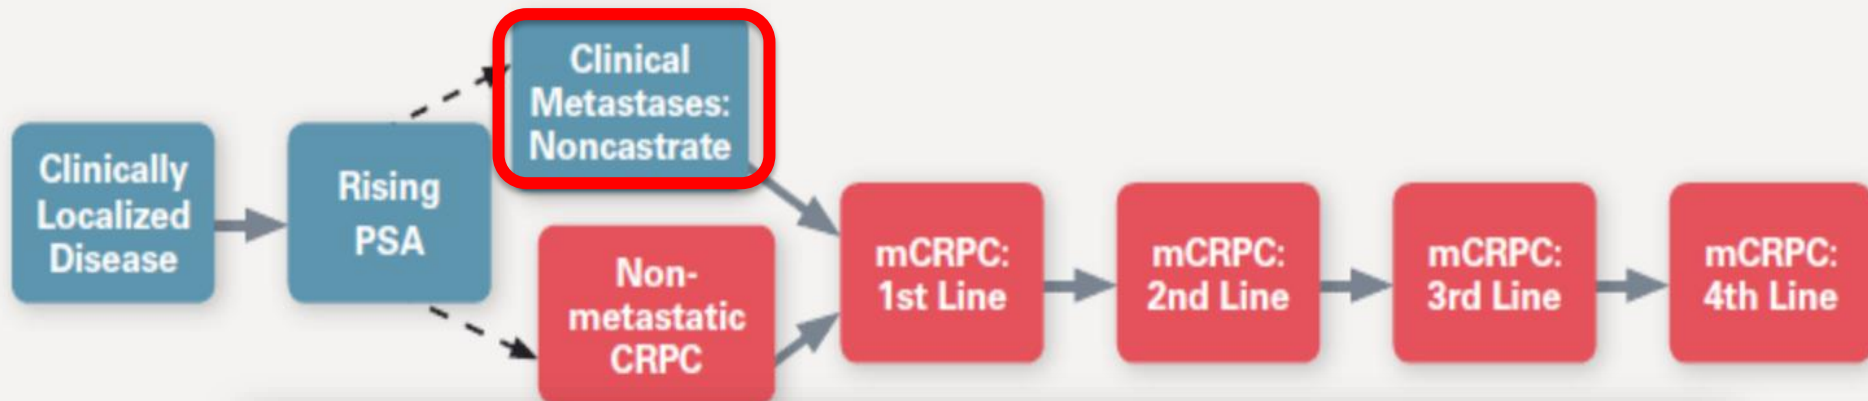 Clinically
Localized
Disease
Rising
PSA
Clinical
Metastases:
Noncastrate
Non-
metastatic
CRPC
mCRPC:
1st Line
mCRPC:
2nd Line
mCRPC:
3rd Line
mCRPC:
4th Line